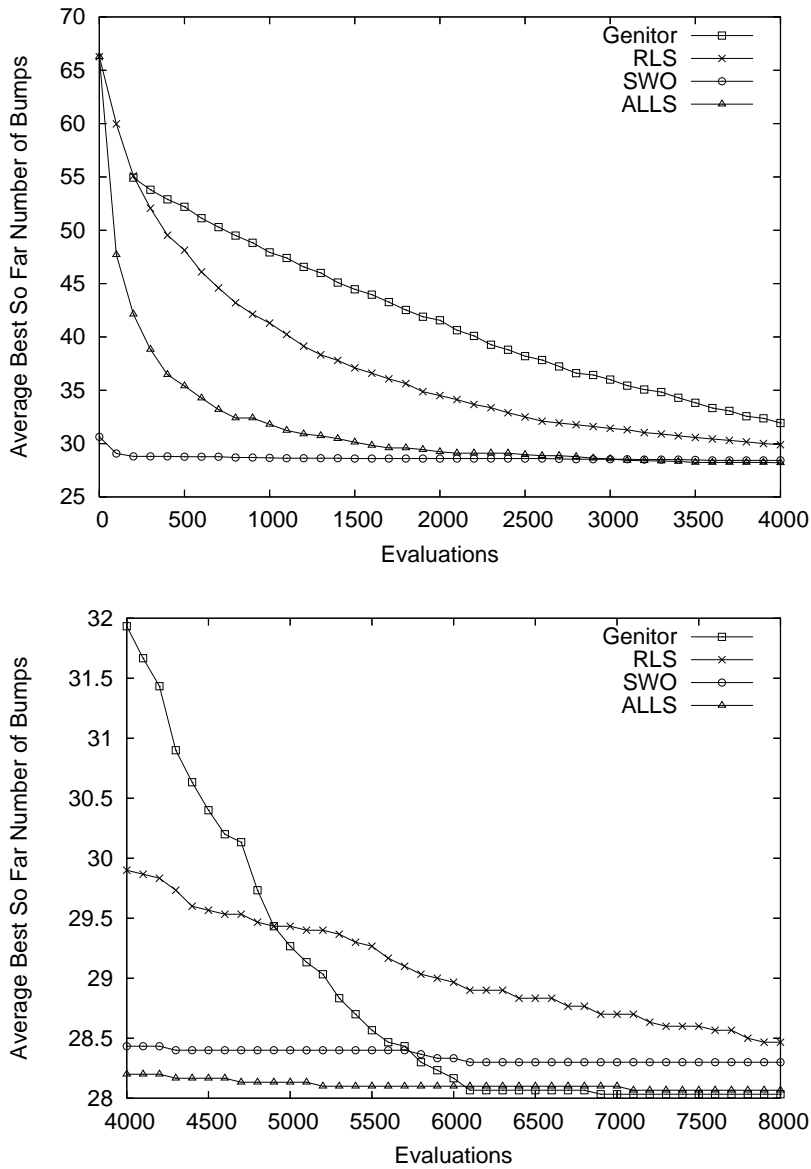 70
65
60
55
50
45
40
35
30
25
Average Best So Far Number of Bumps
Genitor
RLS
SWO
ALLS
0 500 1000 1500 2000 2500 3000 3500 4000
Evaluations
32
31.5
31
30.5
30
29.5
29
28.5
28
Average Best So Far Number of Bumps
Genitor
RLS
SWO
ALLS
4000 4500 5000 5500 6000 6500 7000 7500 8000
Evaluations